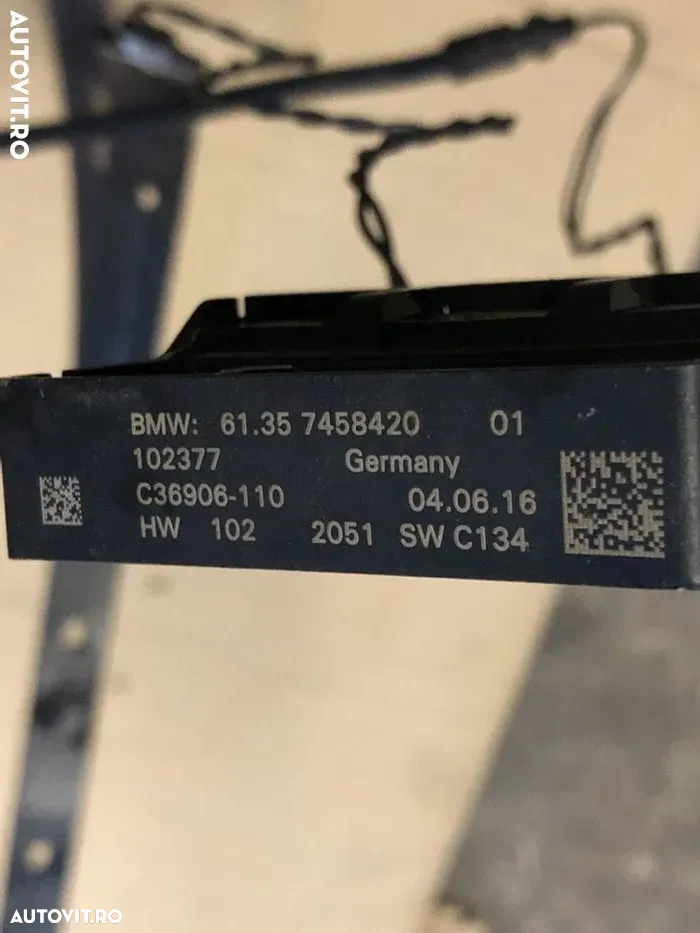 AUTOVIT.RO
BMW: 61.35 7458420 01
102377 Germany
C36906-110 04.06.16
HW 102 2051 SW C134
AUTOVIT.RO